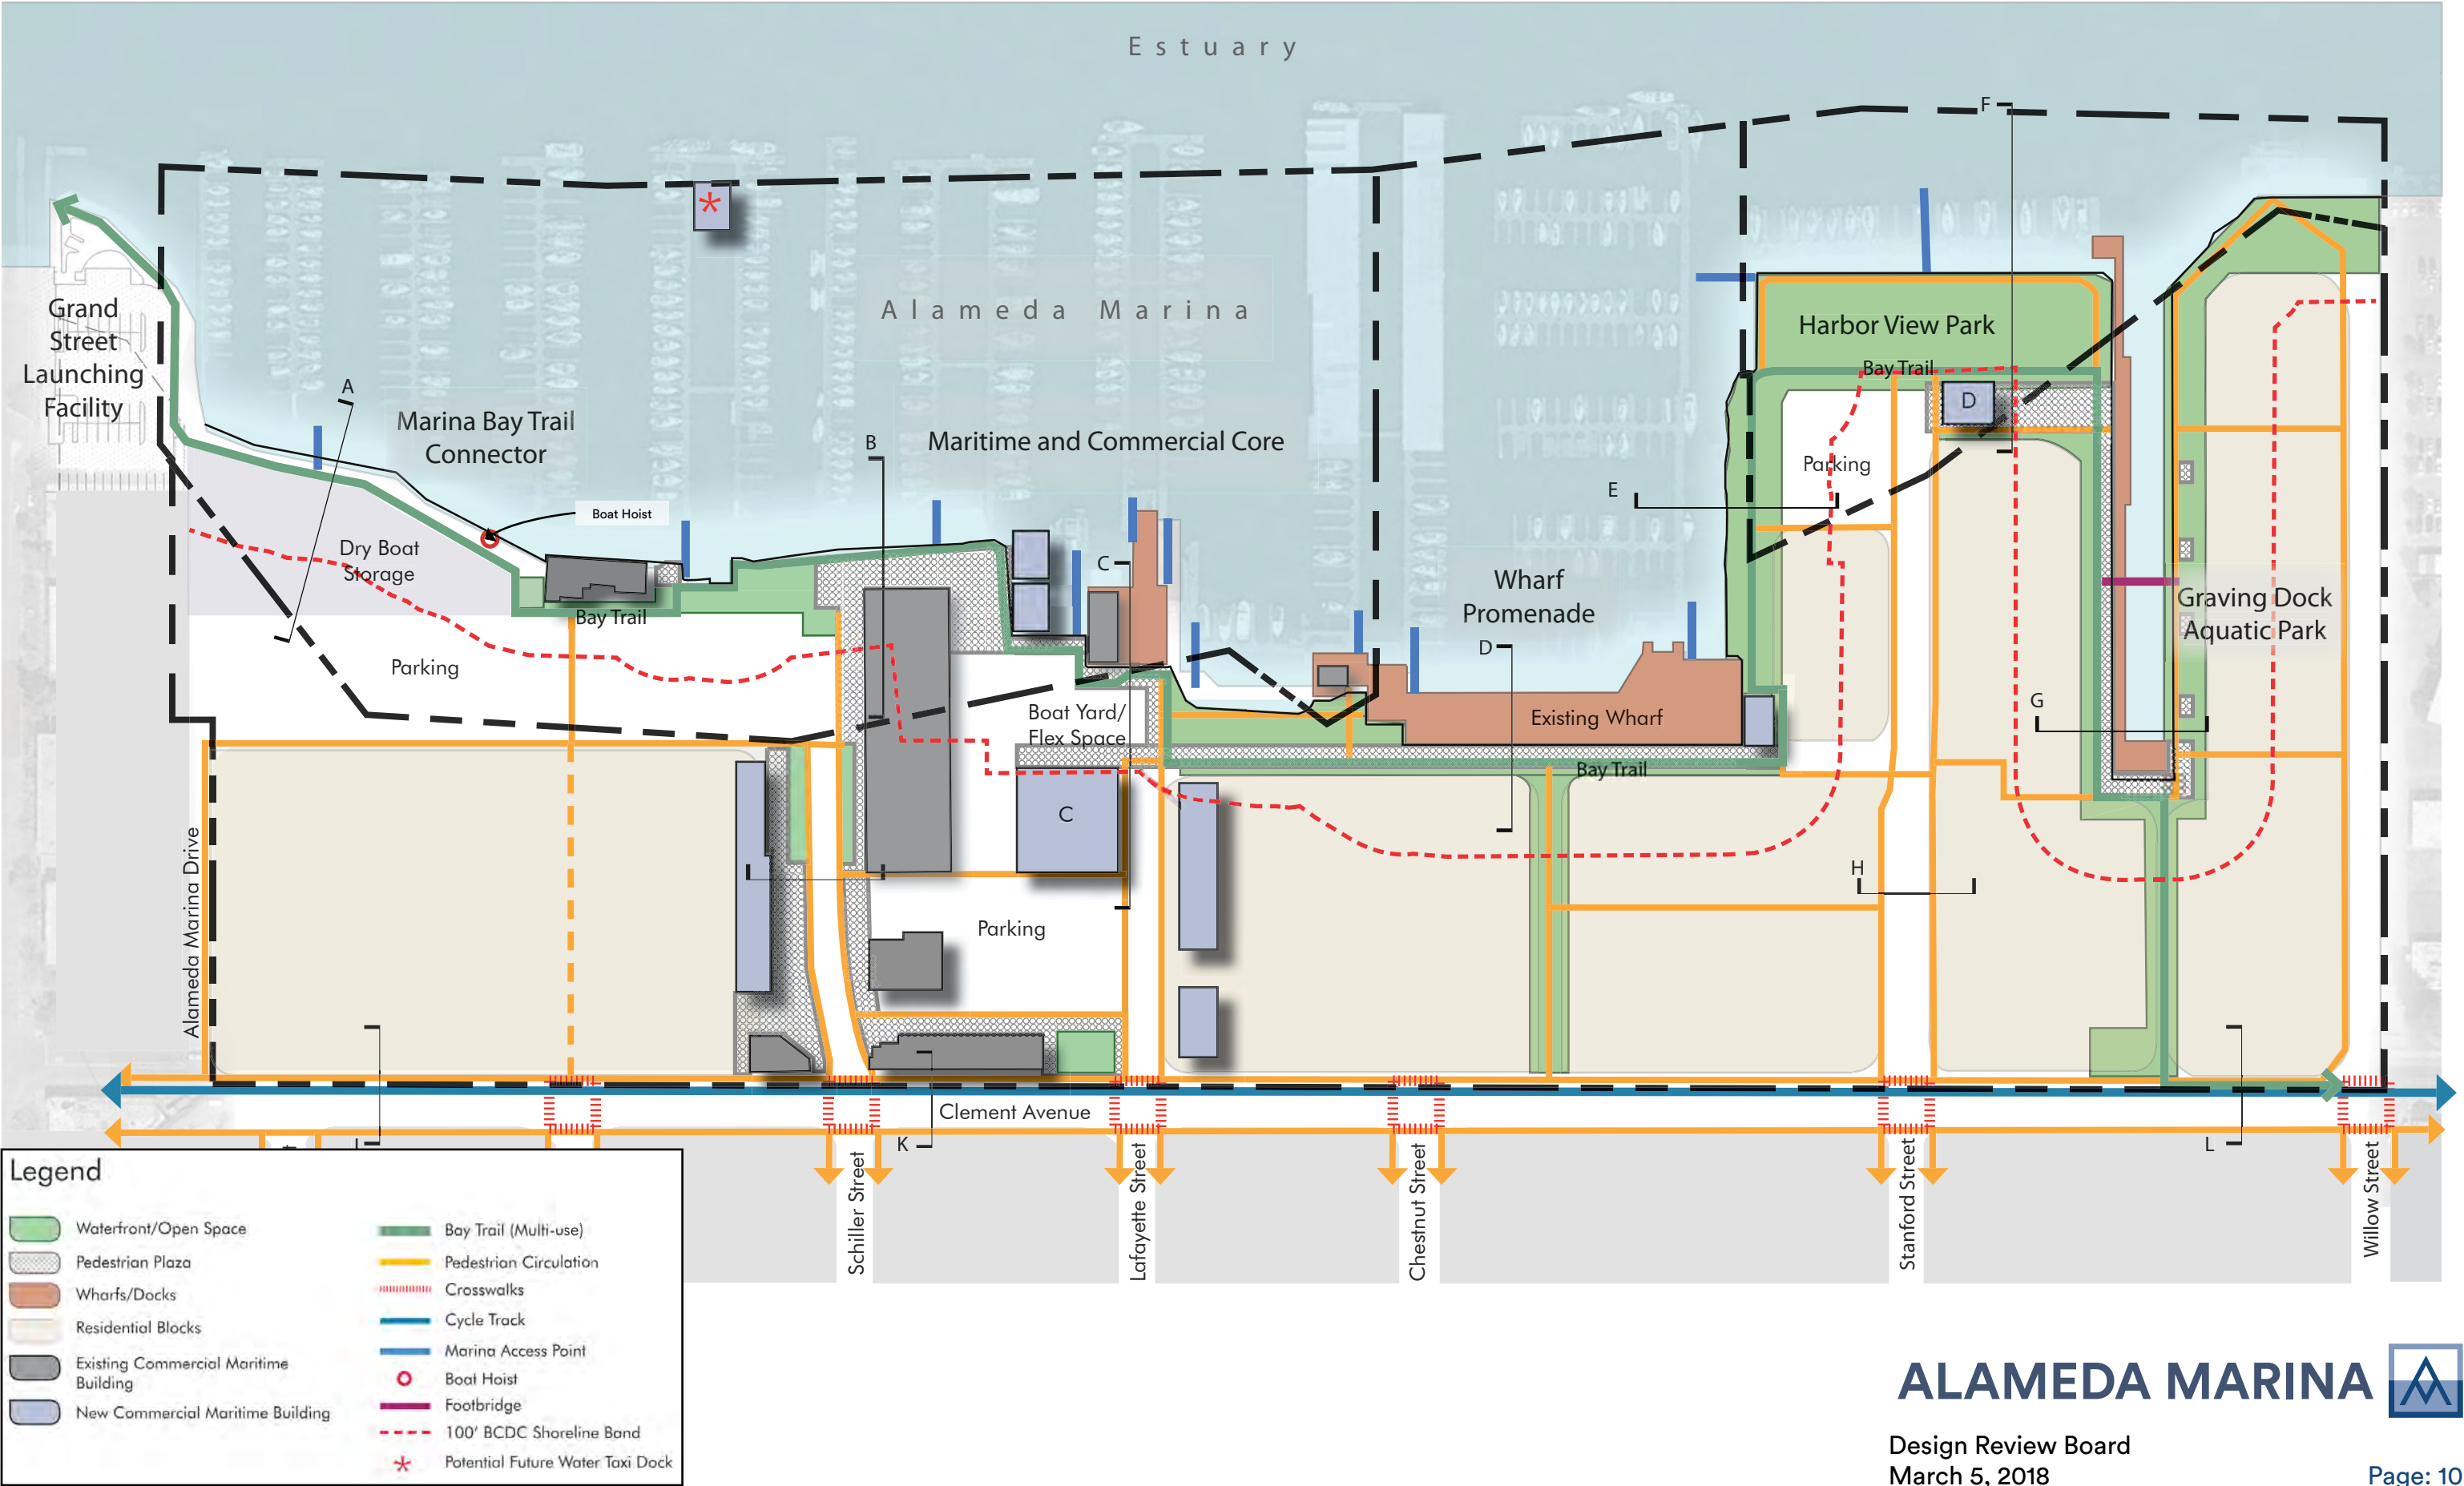 Estuary
F
Grand
Street
Launching
Facility
*
Alameda Marina
Harbor View Park
Bay Trail
D
A
Marina Bay Trail
Connector
B
Maritime and Commercial Core
Parking
E
Boat Hoist
Dry Boat
Storage
C
Wharf
Promenade
Graving Dock
Aquatic Park
Bay Trail
D
Parking
G
Boat Yard/
Flex Space
Existing Wharf
Bay Trail
C
H
Alameda Marina Drive
Parking
Clement Avenue
K
L
Schiller Street
Lafayette Street
Chestnut Street
Stanford Street
Willow Street
Legend
Waterfront/Open Space
Pedestrian Plaza
Wharfs/Docks
Residential Blocks
Existing Commercial Maritime
Building
New Commercial Maritime Building
Bay Trail (Multi-use)
Pedestrian Circulation
Crosswalks
Cycle Track
Marina Access Point
Boat Hoist
Footbridge
100' BCDC Shoreline Band
* Potential Future Water Taxi Dock
ALAMEDA MARINA
Design Review Board
March 5, 2018
Page: 10